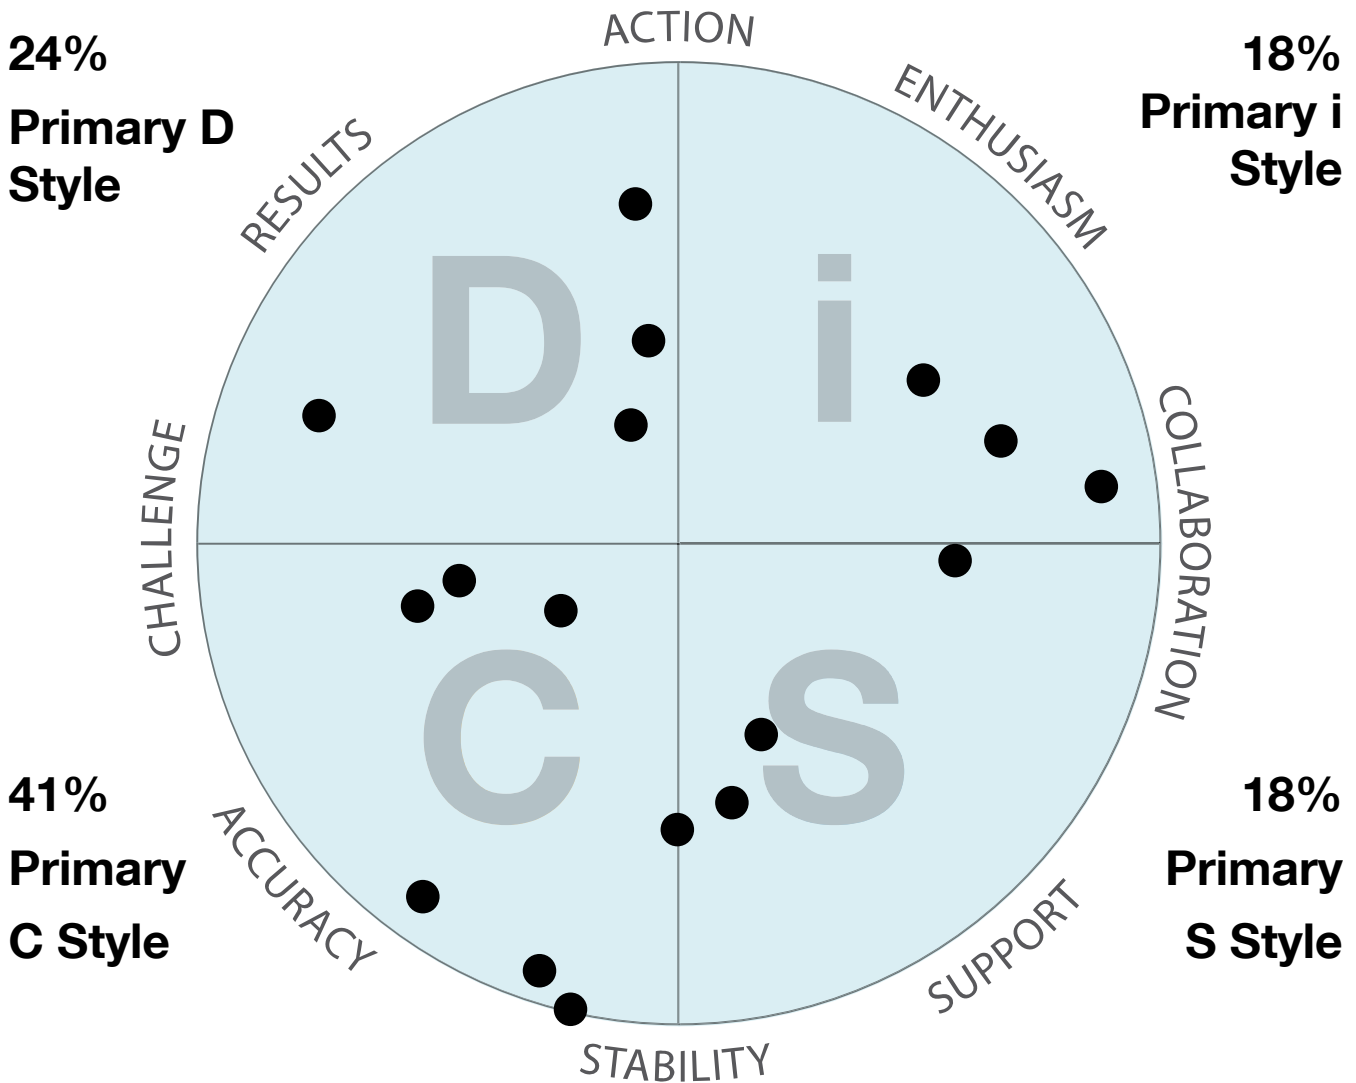 ACTION
24%
Primary D
Style
18%
Primary i
Style
RESULTS
ENTHUSIASM
D
i
CHALLENGE
COLLABORATION
C
S
41%
Primary
C Style
18%
Primary
S Style
ACCURACY
SUPPORT
STABILITY